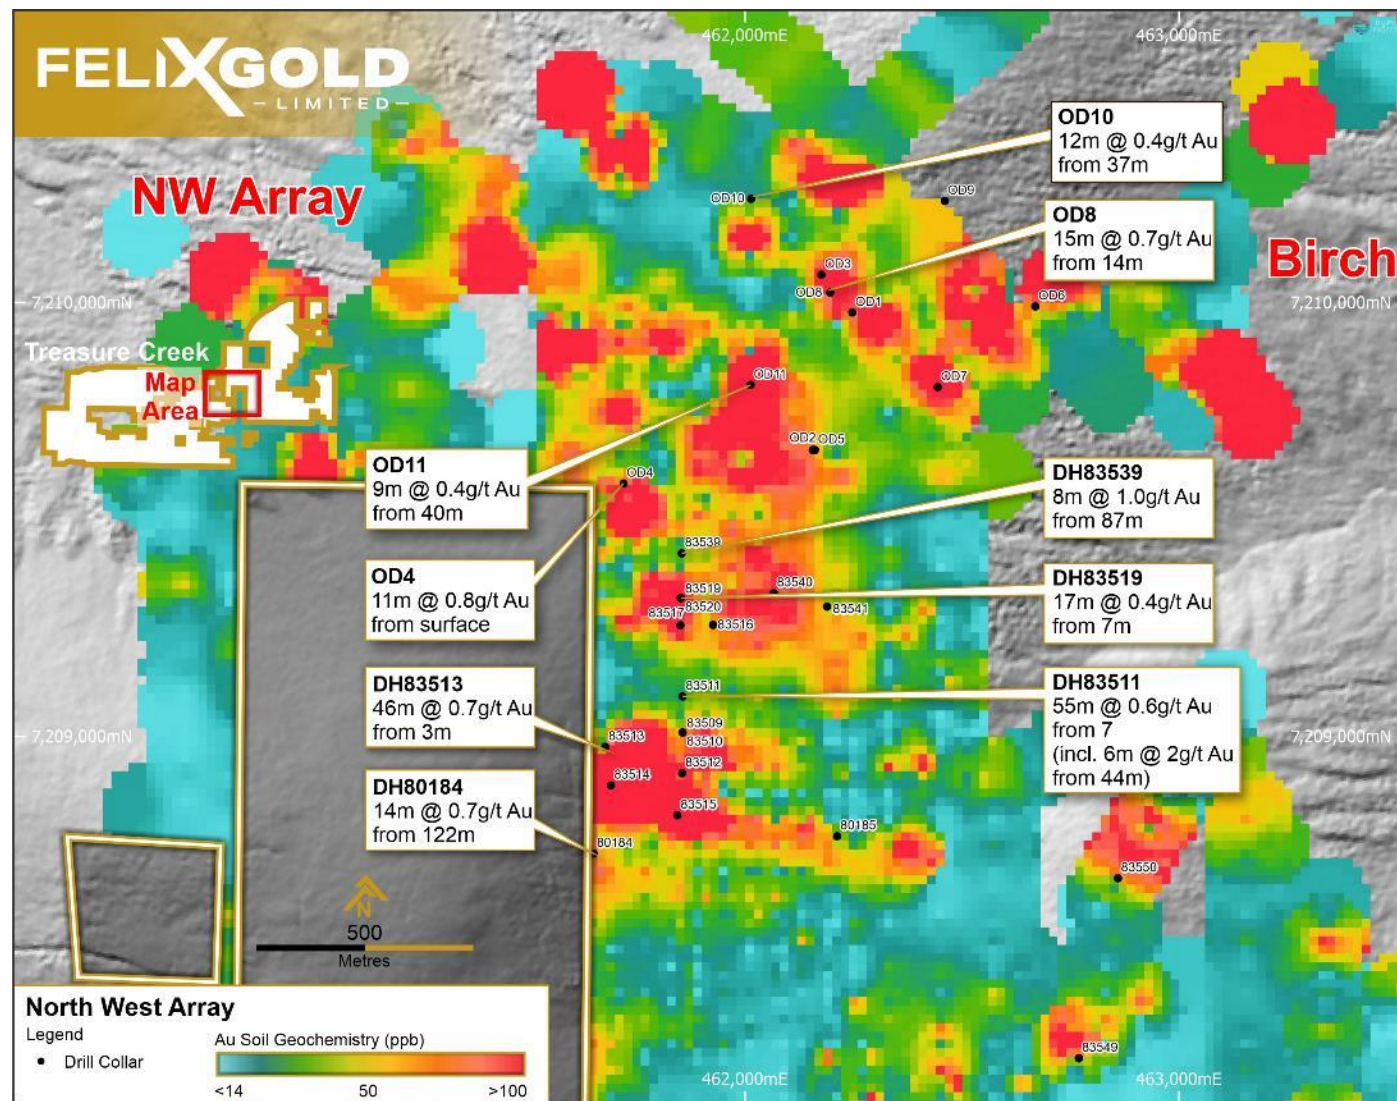 FELIXGOLD
LIMITED
462,000mE
463,000mE
NW Array
Birch
OD10
12m @ 0.4g/t Au
from 37m
OD8
15m @ 0.7g/t Au
from 14m
OD10
OD9
OD3
OD8
OD1
OD6
7,210,000mN
7,210,000mN
Treasure Creek
Map
Area
OD11
OD7
OD2
OD5
OD4
OD11
9m @ 0.4g/t Au
from 40m
DH83539
8m @ 1.0g/t Au
from 87m
OD4
11m @ 0.8g/t Au
from surface
DH83519
17m @ 0.4g/t Au
from 7m
83539
83519
83540
83520
83517
83516
83541
DH83513
46m @ 0.7g/t Au
from 3m
DH83511
55m @ 0.6g/t Au
from 7
(incl. 6m @ 2g/t Au
from 44m)
83511
83509
83513
83510
83512
83514
83515
7,209,000mN
7,209,000mN
DH80184
14m @ 0.7g/t Au
from 122m
80184
80185
83550
83549
N
500
Metres
North West Array
Legend
Drill Collar
Au Soil Geochemistry (ppb)
<14
50
>100
462,000mE
463,000mE